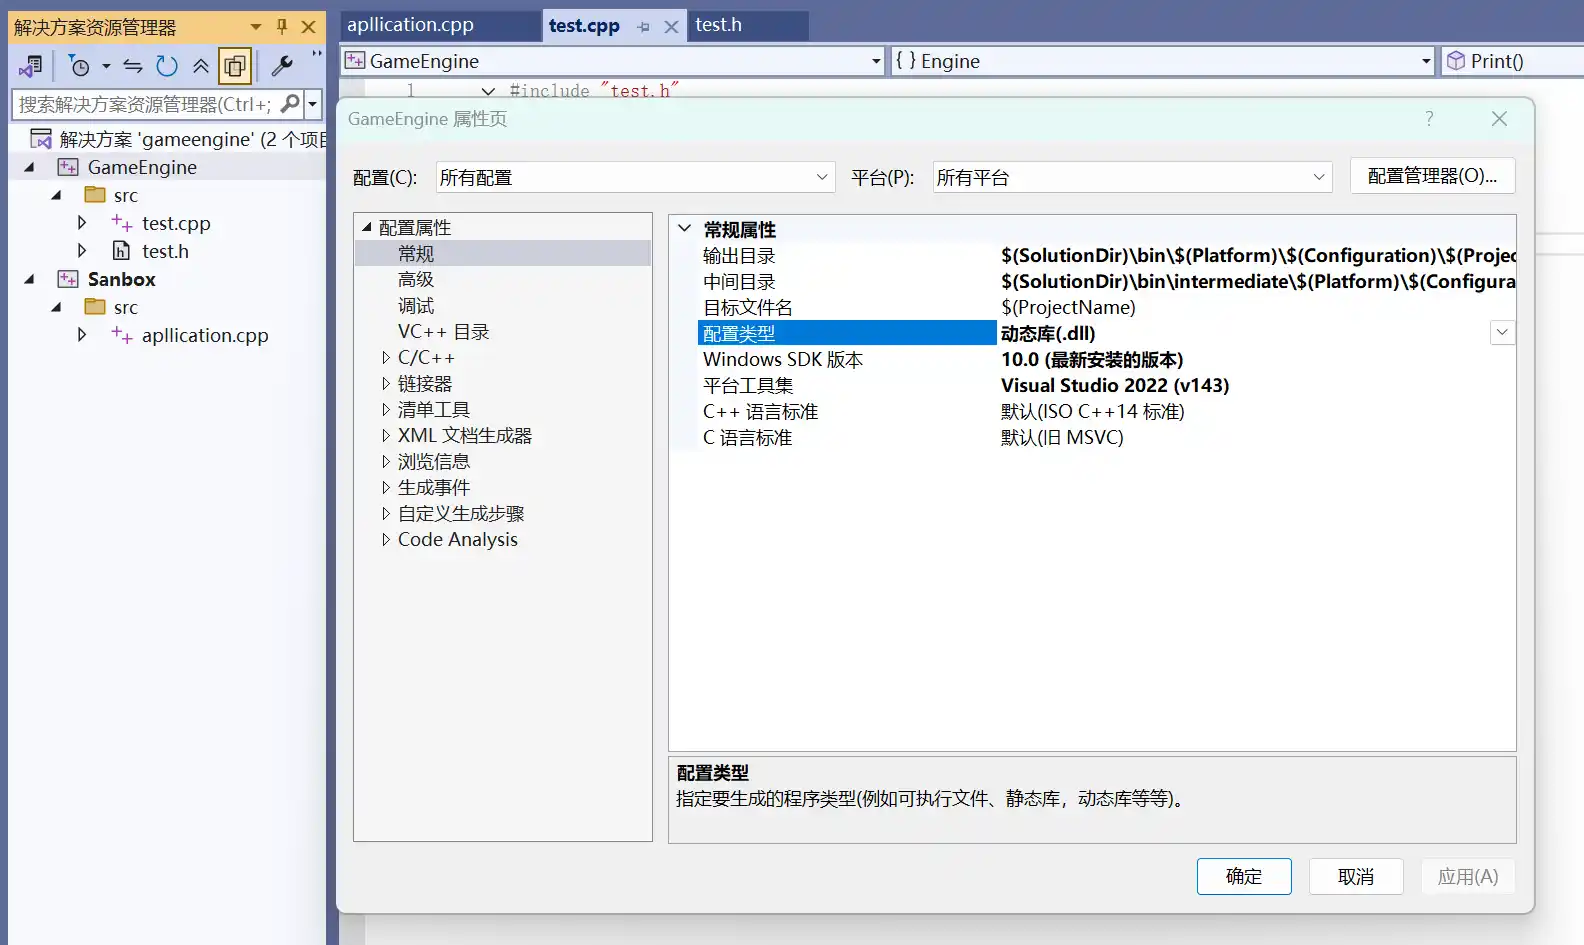 解决方案资源管理器
搜索解决方案资源管理器(Ctrl+;
解决方案 'gameengine' (2 个项目
GameEngine
src
test.cpp
test.h
Sanbox
src
apllication.cpp
apllication.cpp
test.cpp
test.h
GameEngine
{ } Engine
Print()
1
#include "test.h"
GameEngine 属性页
?
配置(C):
所有配置
平台(P):
所有平台
配置管理器(O)...
配置属性
常规
高级
调试
VC++ 目录
C/C++
链接器
清单工具
XML 文档生成器
浏览信息
生成事件
自定义生成步骤
Code Analysis
常规属性
输出目录 $(SolutionDir)\bin\$(Platform)\$(Configuration)\$(Projec
中间目录 $(SolutionDir)\bin\intermediate\$(Platform)\$(Configura
目标文件名 $(ProjectName)
配置类型 动态库(.dll)
Windows SDK 版本 10.0 (最新安装的版本)
平台工具集 Visual Studio 2022 (v143)
C++ 语言标准 默认(ISO C++14 标准)
C 语言标准 默认(旧 MSVC)
配置类型
指定要生成的程序类型(例如可执行文件、静态库，动态库等等)。
确定
取消
应用(A)